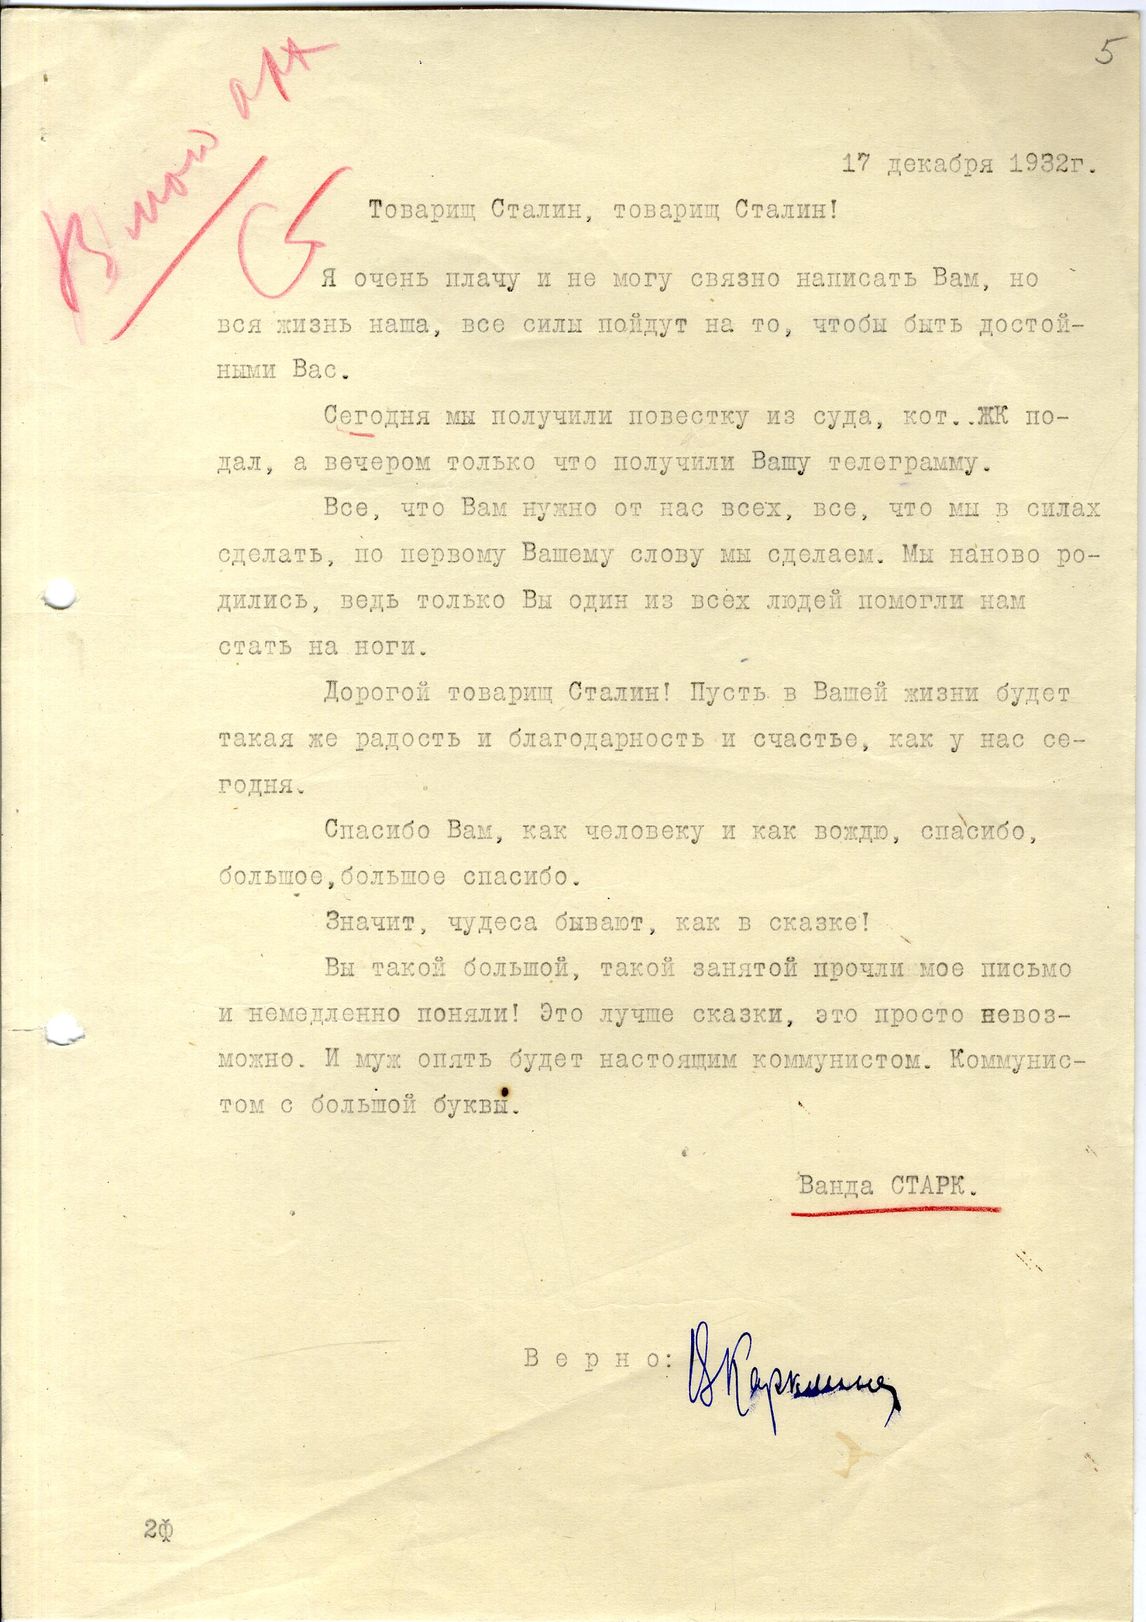 5
В мой арх
17 декабря 1932г.
Товарищ Сталин, товарищ Сталин!
Я очень плачу и не могу связно написать Вам, но
вся жизнь наша, все силы пойдут на то, чтобы быть достой-
ными Вас.
Сегодня мы получили повестку из суда, кот..ЖК по-
дал, а вечером только что получили Вашу телеграмму.
Все, что Вам нужно от нас всех, все, что мы в силах
сделать, по первому Вашему слову мы сделаем. Мы наново ро-
дились, ведь только Вы один из всех людей помогли нам
стать на ноги.
Дорогой товарищ Сталин! Пусть в Вашей жизни будет
такая же радость и благодарность и счастье, как у нас се-
годня.
Спасибо Вам, как человеку и как вождю, спасибо,
большое,большое спасибо.
Значит, чудеса бывают, как в сказке!
Вы такой большой, такой занятой прочли мое письмо
и немедленно поняли! Это лучше сказки, это просто невоз-
можно. И муж опять будет настоящим коммунистом. Коммунис-
том с большой буквы.
Ванда СТАРК.
Верно:
2Ф